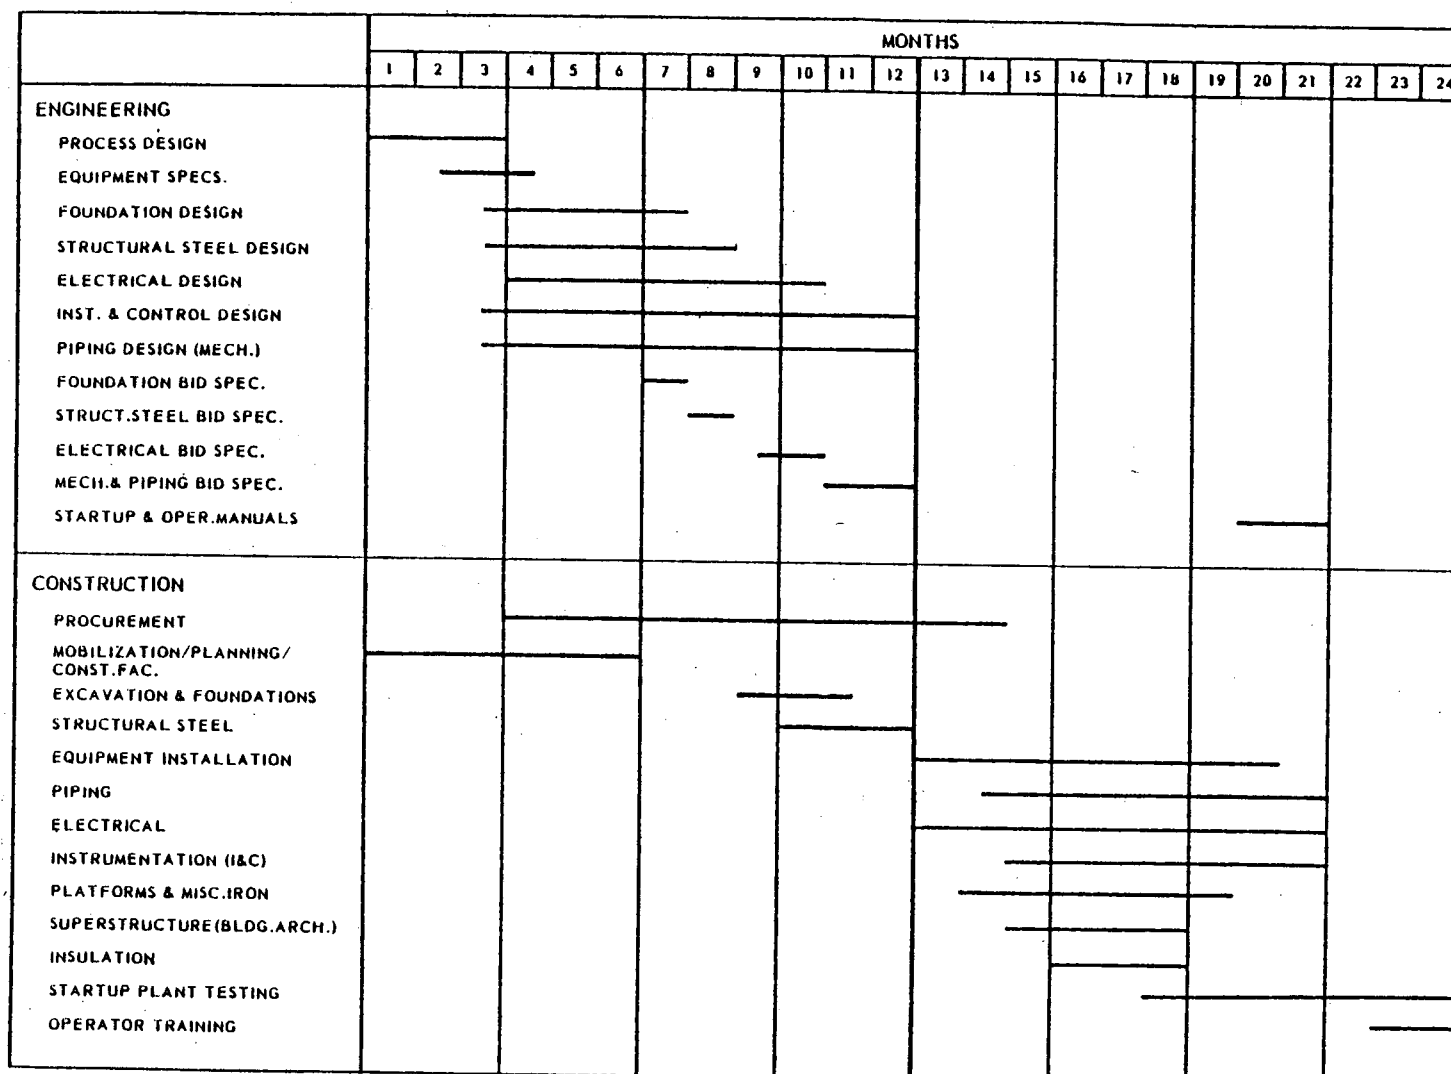 MONTHS
1 2 3 4 5 6 7 8 9 10 11 12 13 14 15 16 17 18 19 20 21 22 23 24
ENGINEERING
PROCESS DESIGN
EQUIPMENT SPECS.
FOUNDATION DESIGN
STRUCTURAL STEEL DESIGN
ELECTRICAL DESIGN
INST. & CONTROL DESIGN
PIPING DESIGN (MECH.)
FOUNDATION BID SPEC.
STRUCT.STEEL BID SPEC.
ELECTRICAL BID SPEC.
MECH.& PIPING BID SPEC.
STARTUP & OPER.MANUALS
CONSTRUCTION
PROCUREMENT
MOBILIZATION/PLANNING/
CONST.FAC.
EXCAVATION & FOUNDATIONS
STRUCTURAL STEEL
EQUIPMENT INSTALLATION
PIPING
ELECTRICAL
INSTRUMENTATION (I&C)
PLATFORMS & MISC.IRON
SUPERSTRUCTURE(BLDG.ARCH.)
INSULATION
STARTUP PLANT TESTING
OPERATOR TRAINING